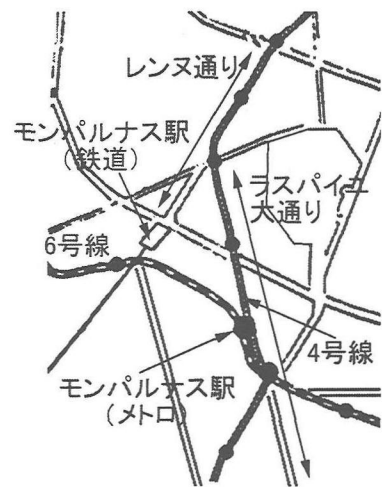 レンヌ通り
モンパルナス駅
(鉄道)
ラスパイユ
大通り
6号線
4号線
モンパルナス駅
(メトロ)